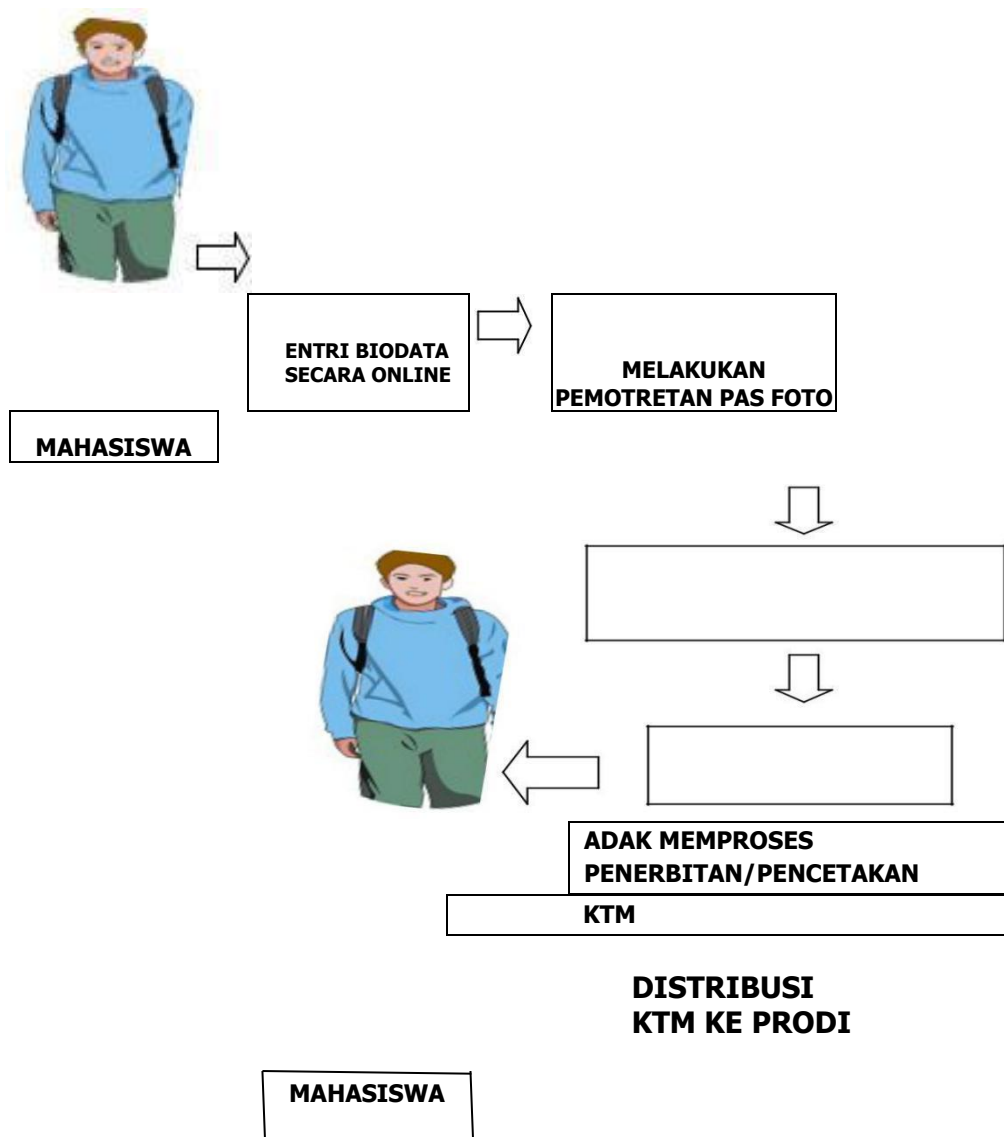 ENTRI BIODATA
SECARA ONLINE
MELAKUKAN
PEMOTRETAN PAS FOTO
MAHASISWA
ADAK MEMPROSES
PENERBITAN/PENCETAKAN
KTM
DISTRIBUSI
KTM KE PRODI
MAHASISWA